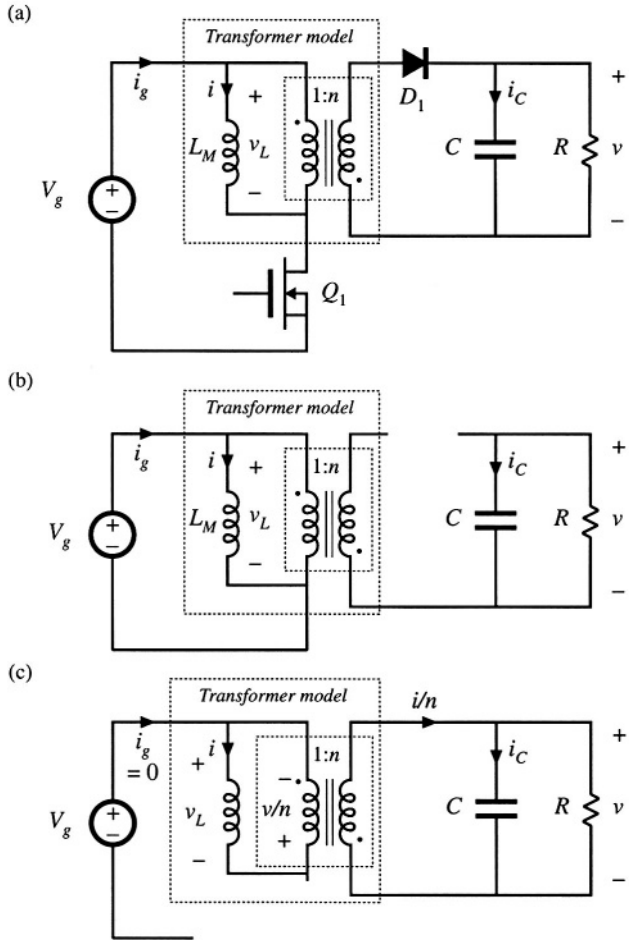 (a)
Transformer model
i_g
i
+
1:n
D_1
i_C
+
L_M
v_L
C
R
v
−
−
V_g
+
−
Q_1
(b)
Transformer model
i_g
i
+
1:n
i_C
+
L_M
v_L
C
R
v
V_g
+
−
−
−
(c)
Transformer model
i/n
i_g
= 0
i
+
1:n
i_C
+
−
v_L
v/n
C
R
v
V_g
+
−
+
−
−